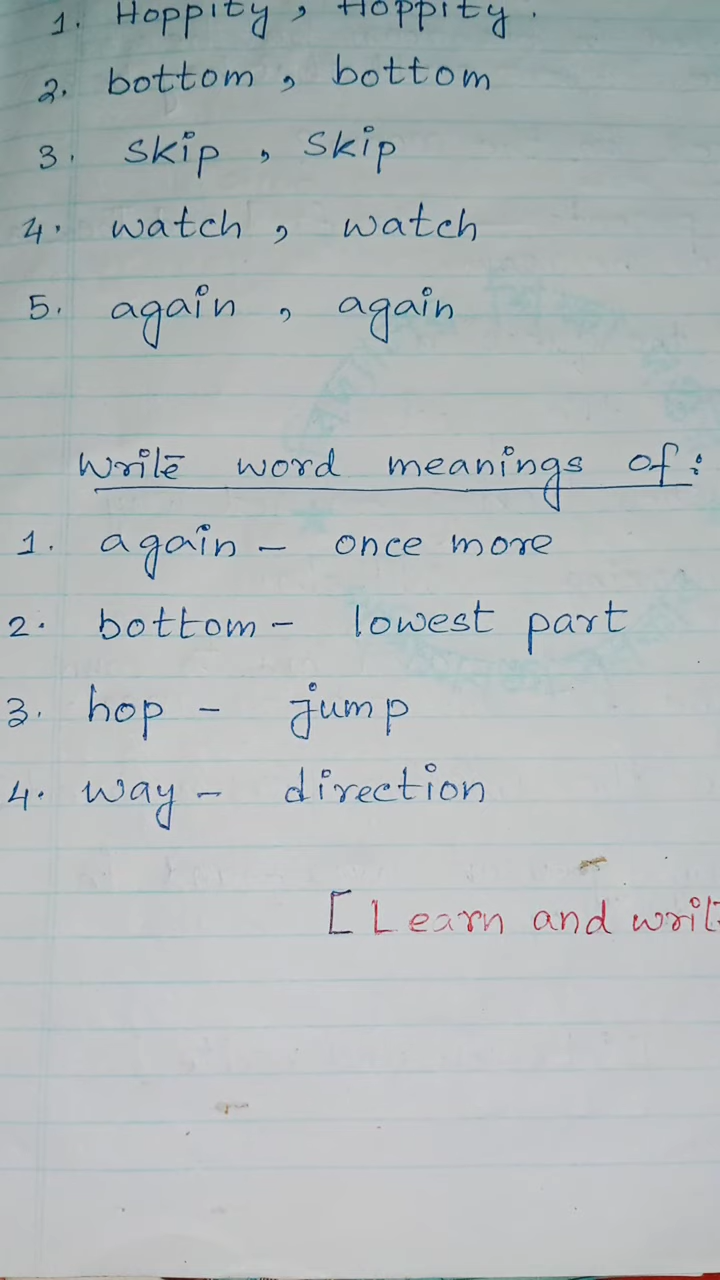 1. Hoppity, Hoppity.
2. bottom, bottom
3. skip, skip
4. watch, watch
5. again, again
Write word meanings of:
1. again - once more
2. bottom - lowest part
3. hop - jump
4. way - direction
[Learn and